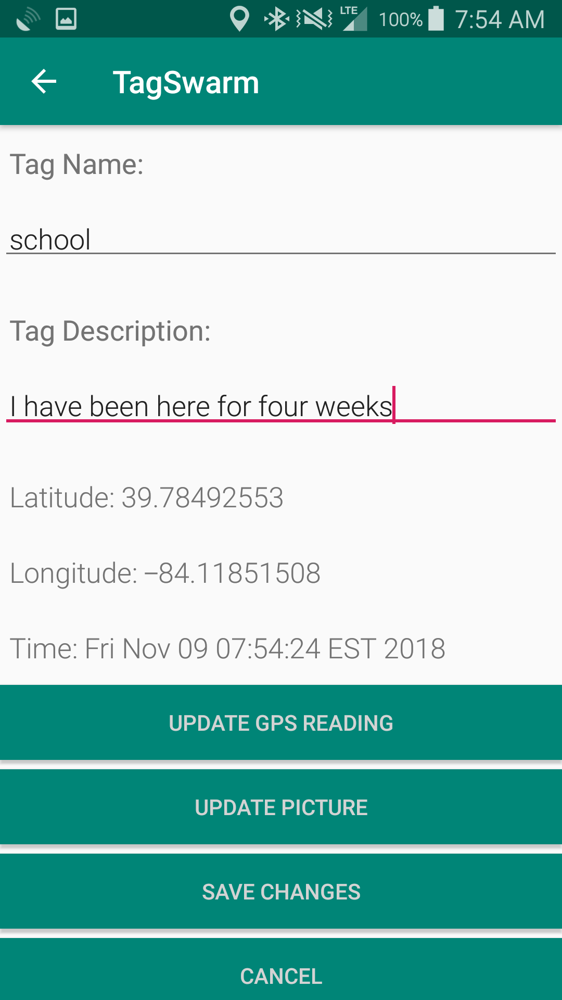 LTE 100% 7:54 AM
TagSwarm
Tag Name:
school
Tag Description:
I have been here for four weeks
Latitude: 39.78492553
Longitude: −84.11851508
Time: Fri Nov 09 07:54:24 EST 2018
UPDATE GPS READING
UPDATE PICTURE
SAVE CHANGES
CANCEL